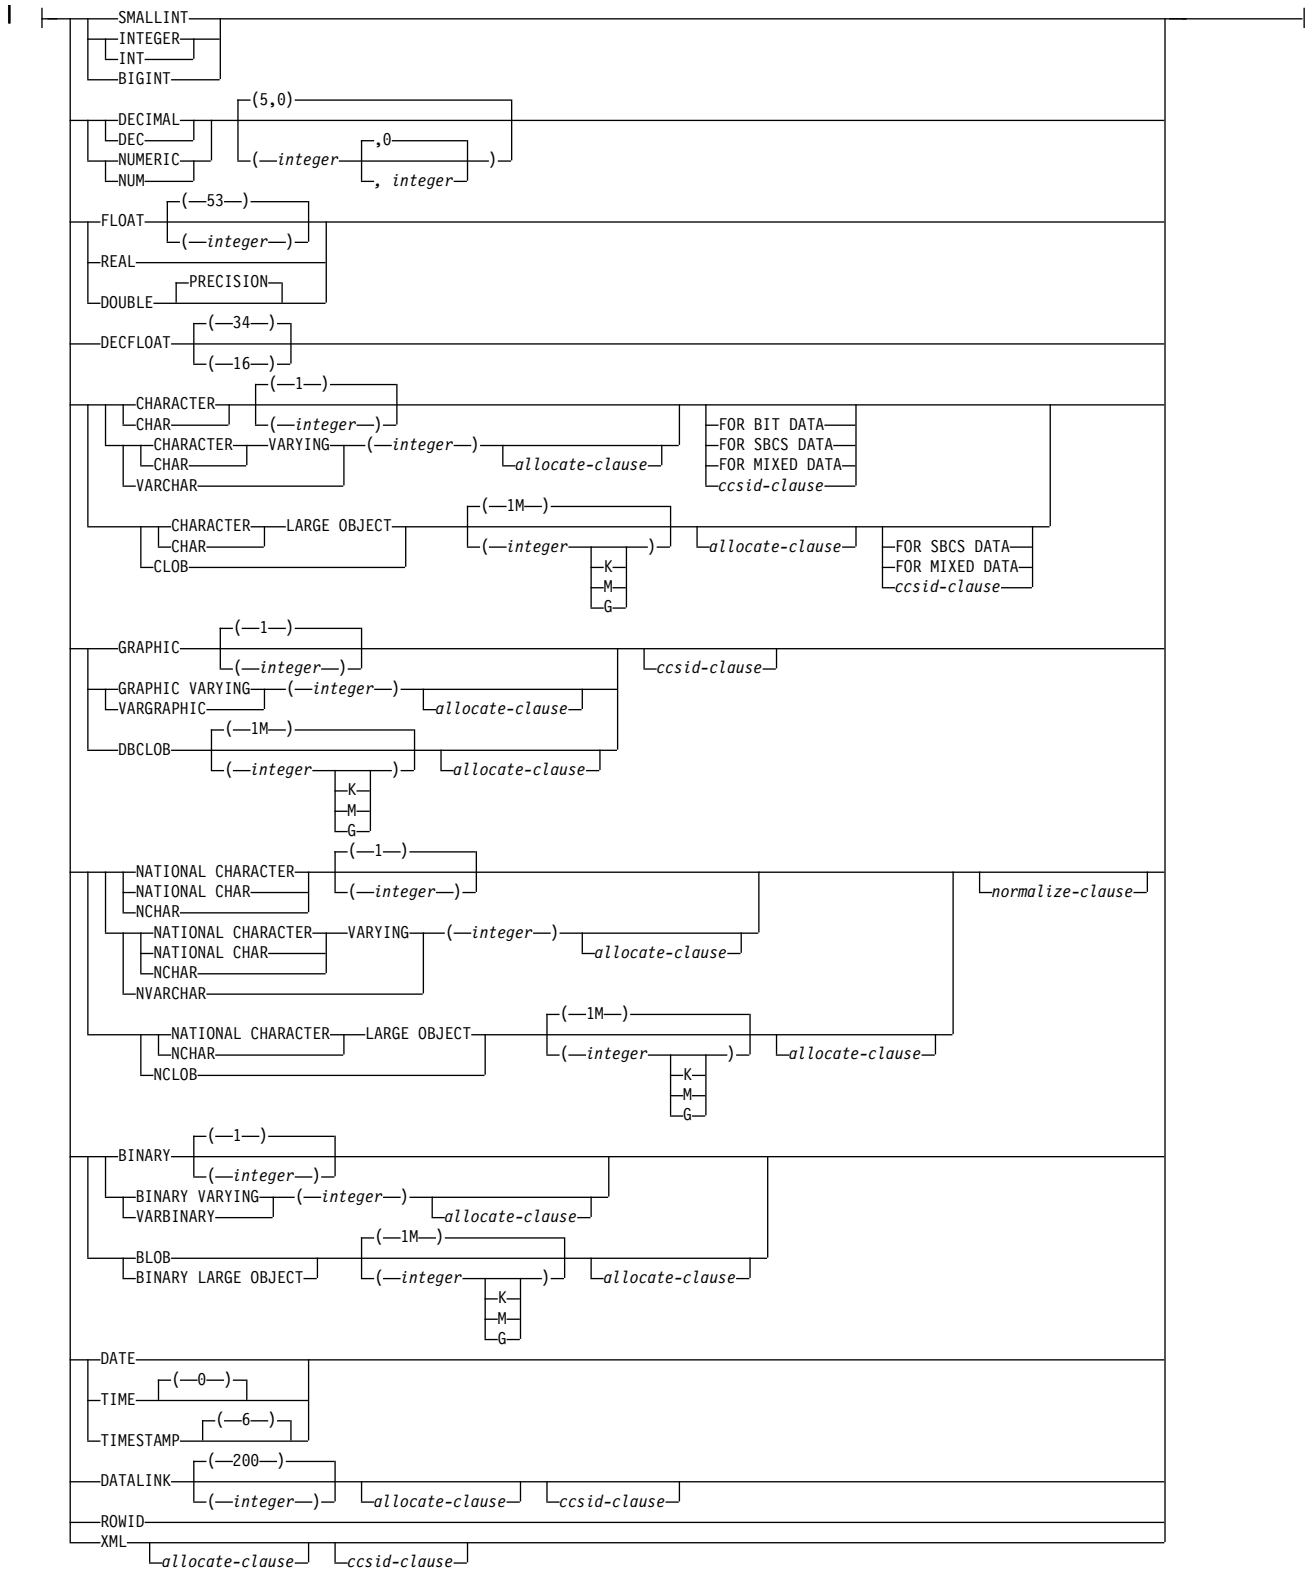 SMALLINT
INTEGER
INT
BIGINT
(5,0)
DECIMAL
DEC ,0
NUMERIC ( integer )
NUM , integer
( 53 )
FLOAT
( integer )
REAL
PRECISION
DOUBLE
( 34 )
DECFLOAT
( 16 )
( 1 )
CHARACTER
CHAR ( integer ) FOR BIT DATA
CHARACTER VARYING ( integer ) FOR SBCS DATA
CHAR allocate-clause FOR MIXED DATA
VARCHAR ccsid-clause
( 1M )
CHARACTER LARGE OBJECT
CHAR ( integer ) allocate-clause FOR SBCS DATA
CLOB K FOR MIXED DATA
M ccsid-clause
G
( 1 )
GRAPHIC
( integer ) ccsid-clause
GRAPHIC VARYING ( integer )
VARGRAPHIC allocate-clause
( 1M )
DBCLOB
( integer ) allocate-clause
K
M
G
( 1 )
NATIONAL CHARACTER
NATIONAL CHAR ( integer ) normalize-clause
NCHAR
NATIONAL CHARACTER VARYING ( integer )
NATIONAL CHAR allocate-clause
NCHAR
NVARCHAR
( 1M )
NATIONAL CHARACTER LARGE OBJECT
NCHAR ( integer ) allocate-clause
NCLOB K
M
G
( 1 )
BINARY
( integer )
BINARY VARYING ( integer )
VARBINARY allocate-clause
( 1M )
BLOB
BINARY LARGE OBJECT ( integer ) allocate-clause
K
M
G
DATE
( 0 )
TIME
( 6 )
TIMESTAMP
( 200 )
DATALINK
( integer ) allocate-clause ccsid-clause
ROWID
XML
allocate-clause ccsid-clause